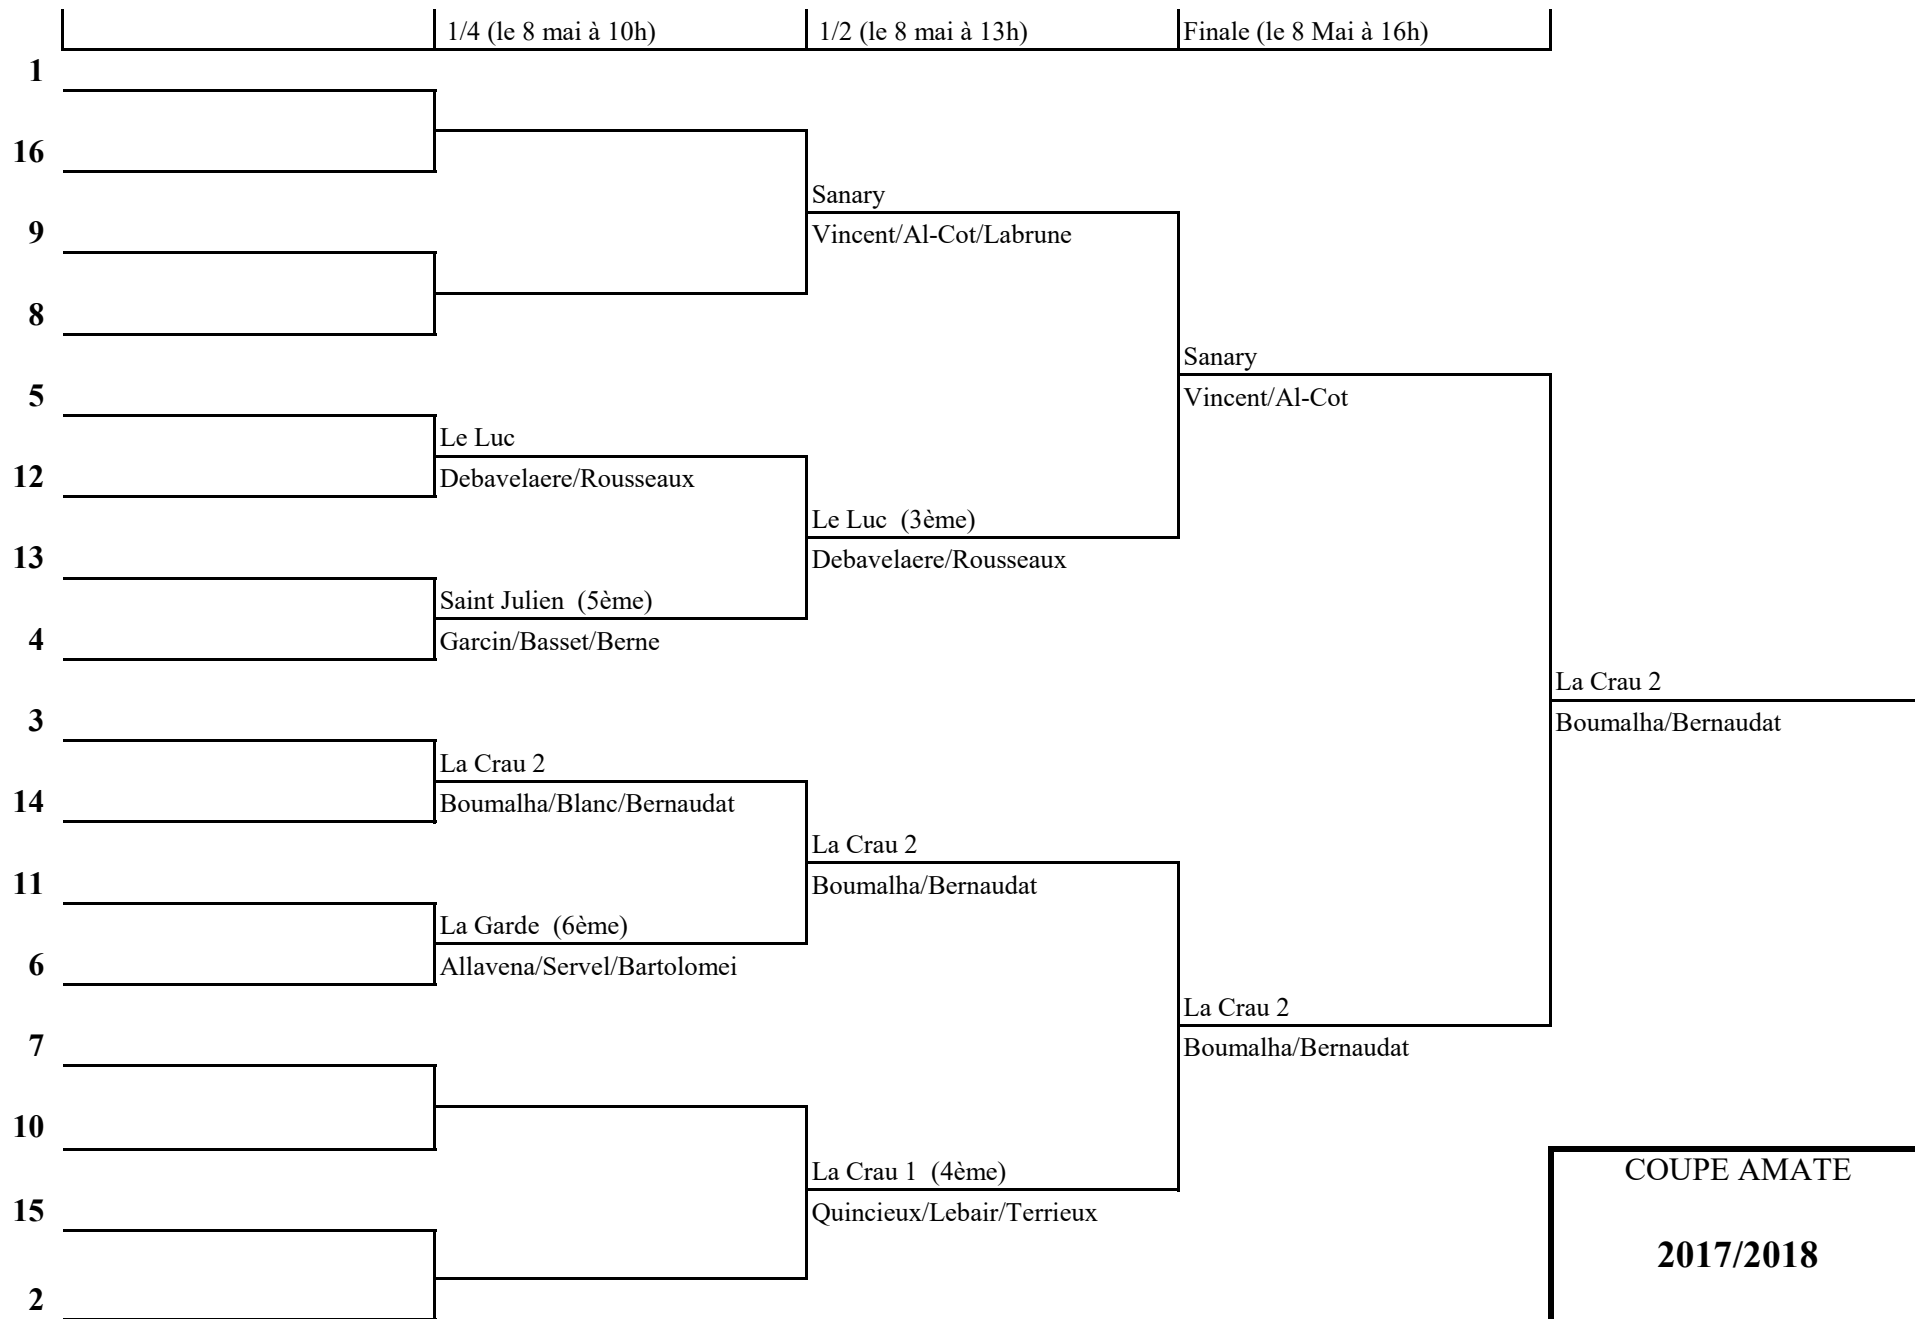 1/4 (le 8 mai à 10h)
1/2 (le 8 mai à 13h)
Finale (le 8 Mai à 16h)
1
16
Sanary
9
Vincent/Al-Cot/Labrune
8
Sanary
5
Vincent/Al-Cot
Le Luc
12
Debavelaere/Rousseaux
Le Luc (3ème)
13
Debavelaere/Rousseaux
Saint Julien (5ème)
4
Garcin/Basset/Berne
La Crau 2
3
Boumalha/Bernaudat
La Crau 2
14
Boumalha/Blanc/Bernaudat
La Crau 2
11
Boumalha/Bernaudat
La Garde (6ème)
6
Allavena/Servel/Bartolomei
La Crau 2
7
Boumalha/Bernaudat
10
La Crau 1 (4ème)
COUPE AMATE
15
Quincieux/Lebair/Terrieux
2017/2018
2